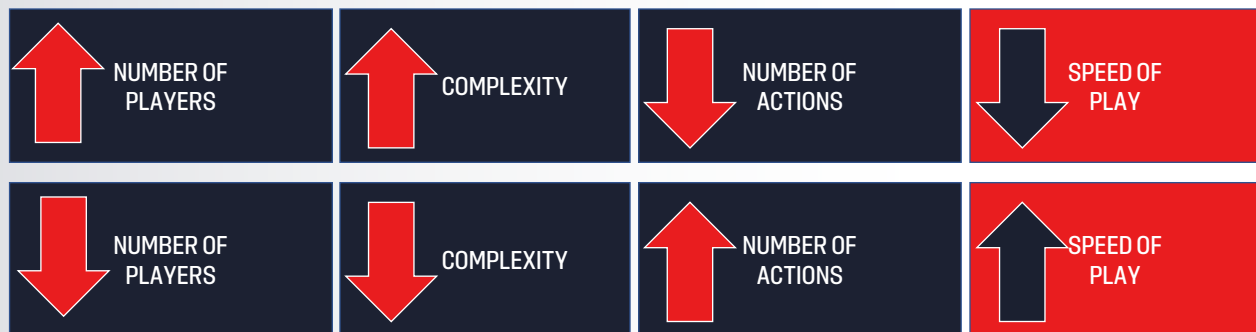 NUMBER OF
PLAYERS
COMPLEXITY
NUMBER OF
ACTIONS
SPEED OF
PLAY
NUMBER OF
PLAYERS
COMPLEXITY
NUMBER OF
ACTIONS
SPEED OF
PLAY